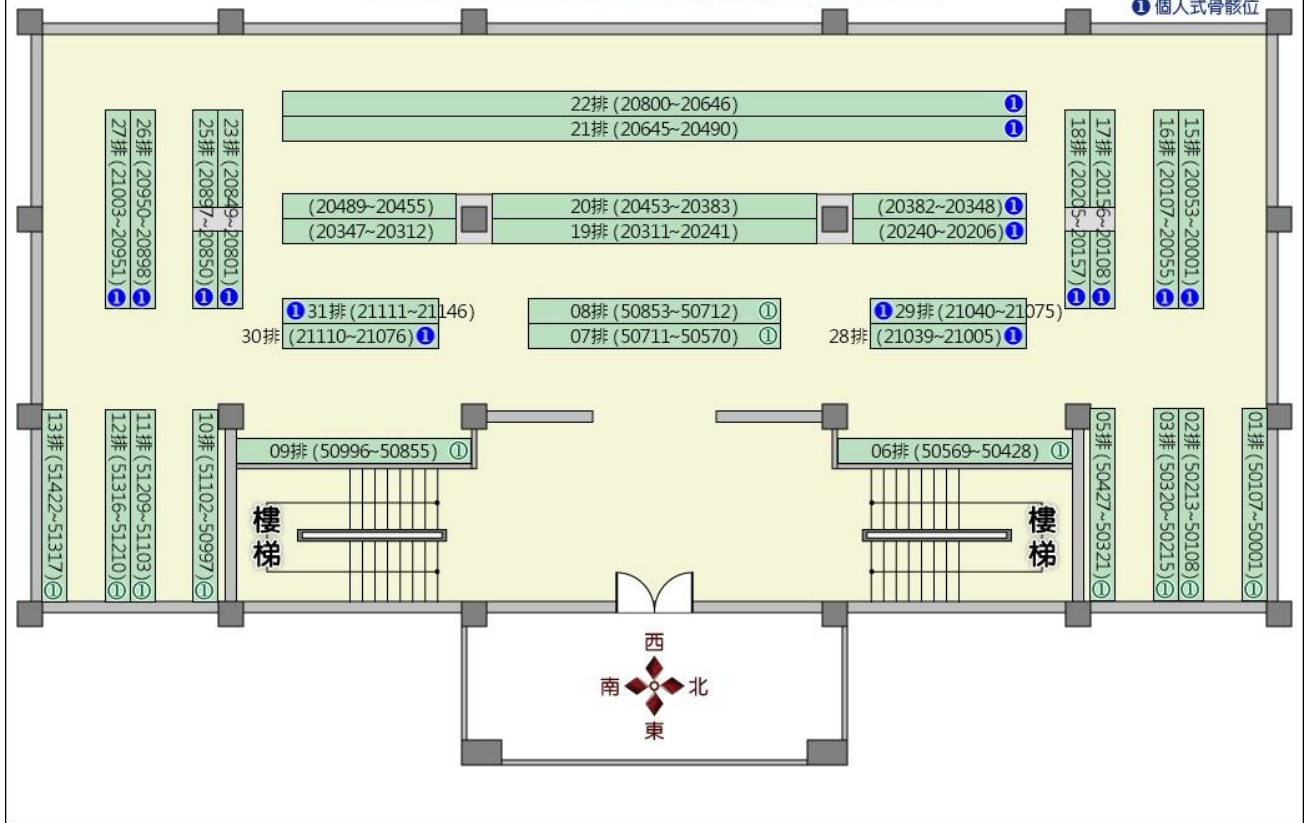 ❶ 個人式骨骸位
22排 (20800~20646) ❶
21排 (20645~20490) ❶
27排 (21003~20951) ❶
26排 (20950~20898) ❶
25排 (20897~20850) ❶
23排 (20849~20801) ❶
(20489~20455)
20排 (20453~20383)
(20382~20348) ❶
(20347~20312)
19排 (20311~20241)
(20240~20206) ❶
18排 (20205~20157) ❶
17排 (20156~20108) ❶
16排 (20107~20055) ❶
15排 (20053~20001) ❶
❶ 31排 (21111~21146)
30排 (21110~21076) ❶
08排 (50853~50712) ①
07排 (50711~50570) ①
❶ 29排 (21040~21075)
28排 (21039~21005) ❶
13排 (51422~51317) ①
12排 (51316~51210) ①
11排 (51209~51103) ①
10排 (51102~50997) ①
09排 (50996~50855) ①
06排 (50569~50428) ①
05排 (50427~50321) ①
03排 (50320~50215) ①
02排 (50213~50108) ①
01排 (50107~50001) ①
樓梯
樓梯
西
南 北
東